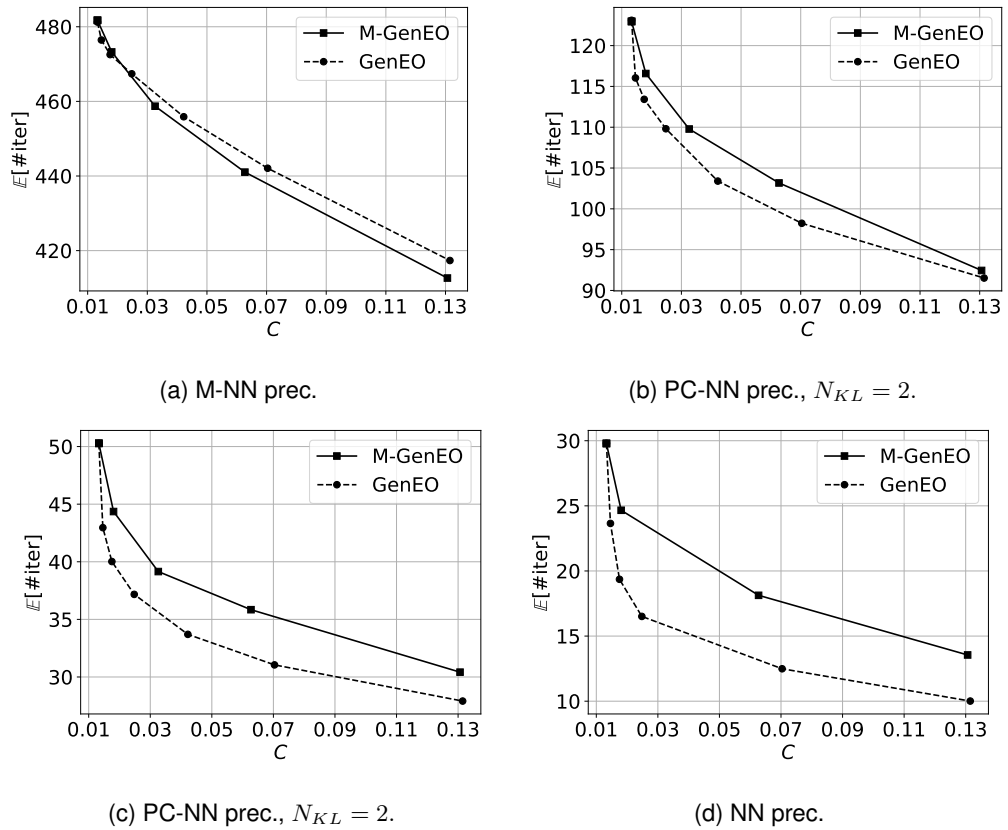 480
460
440
420
𝔼[#iter]
M-GenEO
GenEO
0.01 0.03 0.05 0.07 0.09 0.11 0.13
C
(a) M-NN prec.
120
115
110
105
100
95
90
𝔼[#iter]
M-GenEO
GenEO
0.01 0.03 0.05 0.07 0.09 0.11 0.13
C
(b) PC-NN prec., N_{KL} = 2.
50
45
40
35
30
𝔼[#iter]
M-GenEO
GenEO
0.01 0.03 0.05 0.07 0.09 0.11 0.13
C
(c) PC-NN prec., N_{KL} = 2.
30
25
20
15
10
𝔼[#iter]
M-GenEO
GenEO
0.01 0.03 0.05 0.07 0.09 0.11 0.13
C
(d) NN prec.